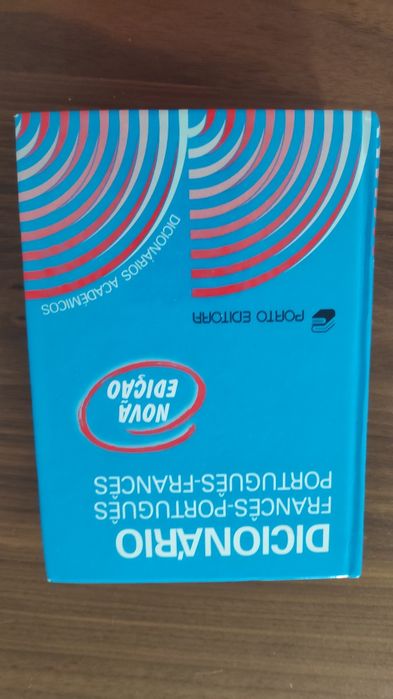 DICIONÁRIO
FRANCÊS-PORTUGUÊS
PORTUGUÊS-FRANCÊS
NOVA
EDIÇÃO
PORTO EDITORA
DICIONÁRIOS ACADÉMICOS